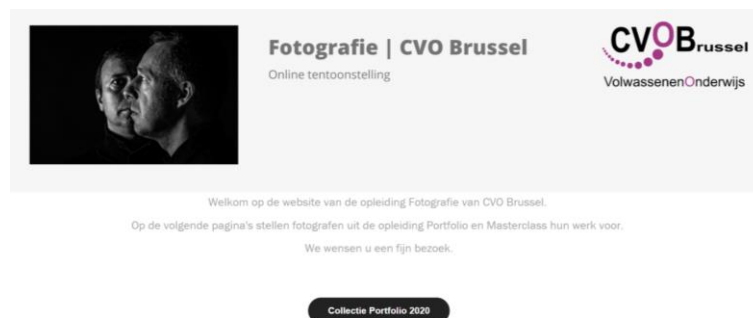 Fotografie | CVO Brussel
Online tentoonstelling
CVOBrussel
VolwassenenOnderwijs
Welkom op de website van de opleiding Fotografie van CVO Brussel.
Op de volgende pagina's stellen fotografen uit de opleiding Portfolio en Masterclass hun werk voor.
We wensen u een fijn bezoek.
Collectie Portfolio 2020